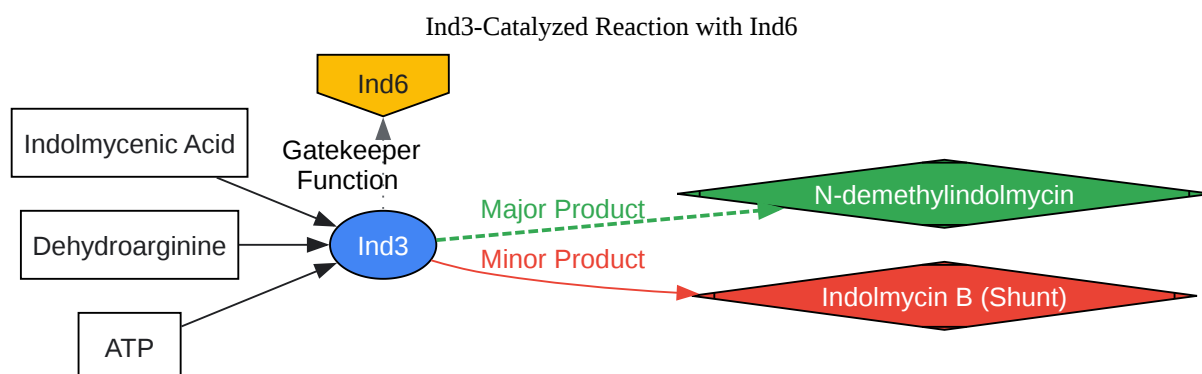 Ind3-Catalyzed Reaction with Ind6
Ind6
Indolmycenic Acid
Gatekeeper
Function
Major Product
N-demethylindolmycin
Dehydroarginine
Ind3
Minor Product
Indolmycin B (Shunt)
ATP